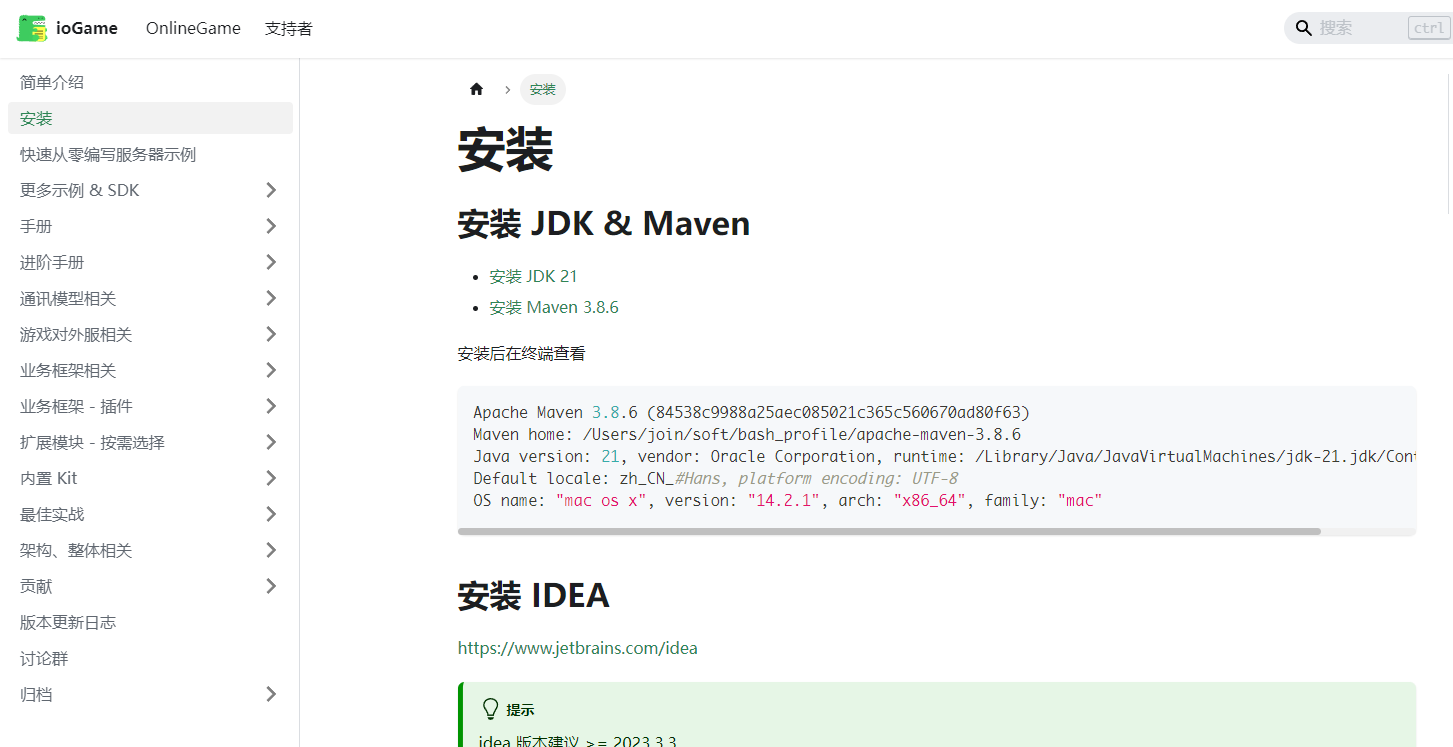 ioGame OnlineGame 支持者 搜索 ctrl
简单介绍
安装
快速从零编写服务器示例
更多示例 & SDK
手册
进阶手册
通讯模型相关
游戏对外服相关
业务框架相关
业务框架 - 插件
扩展模块 - 按需选择
内置 Kit
最佳实战
架构、整体相关
贡献
版本更新日志
讨论群
归档
安装
安装
安装 JDK & Maven
安装 JDK 21
安装 Maven 3.8.6
安装后在终端查看
Apache Maven 3.8.6 (84538c9988a25aec085021c365c560670ad80f63)
Maven home: /Users/join/soft/bash_profile/apache-maven-3.8.6
Java version: 21, vendor: Oracle Corporation, runtime: /Library/Java/JavaVirtualMachines/jdk-21.jdk/Con
Default locale: zh_CN_#Hans, platform encoding: UTF-8
OS name: "mac os x", version: "14.2.1", arch: "x86_64", family: "mac"
安装 IDEA
https://www.jetbrains.com/idea
提示
idea 版本建议 >= 2023.3.3